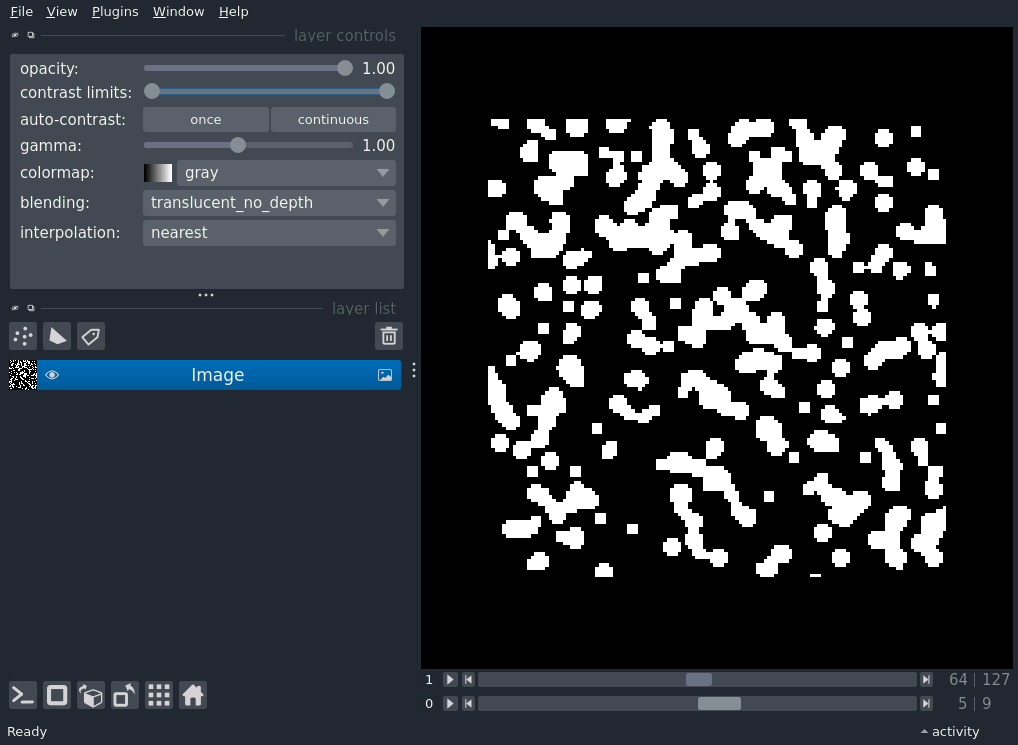 File View Plugins Window Help
layer controls
opacity: 1.00
contrast limits:
auto-contrast: once continuous
gamma: 1.00
colormap: gray
blending: translucent_no_depth
interpolation: nearest
layer list
Image
1 64 | 127
0 5 | 9
Ready activity